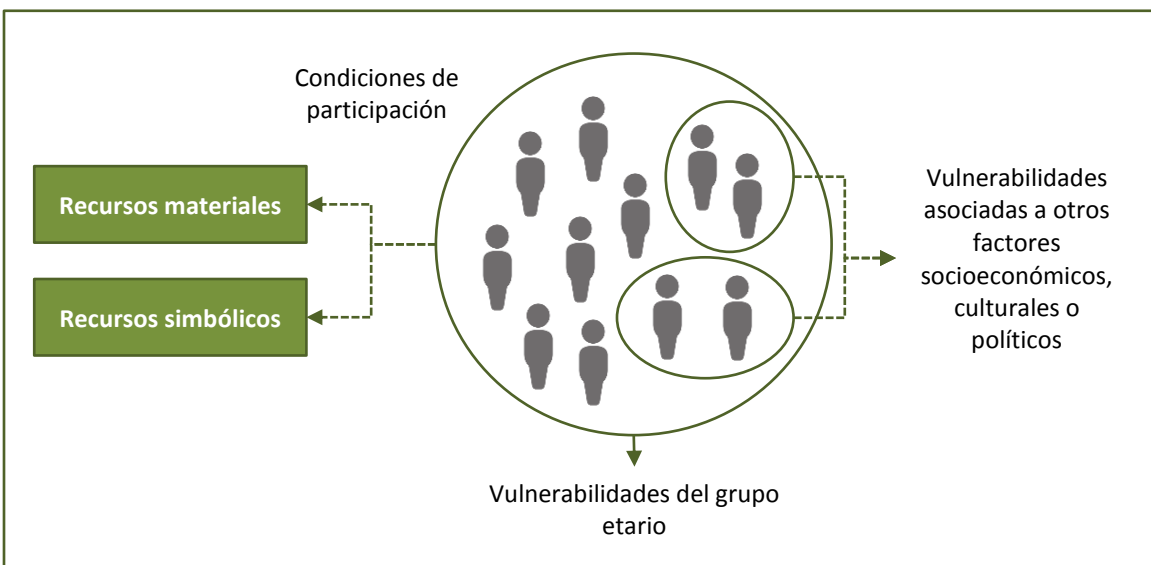 Condiciones de
participación
Recursos materiales
Recursos simbólicos
Vulnerabilidades
asociadas a otros
factores
socioeconómicos,
culturales o
políticos
Vulnerabilidades del grupo
etario